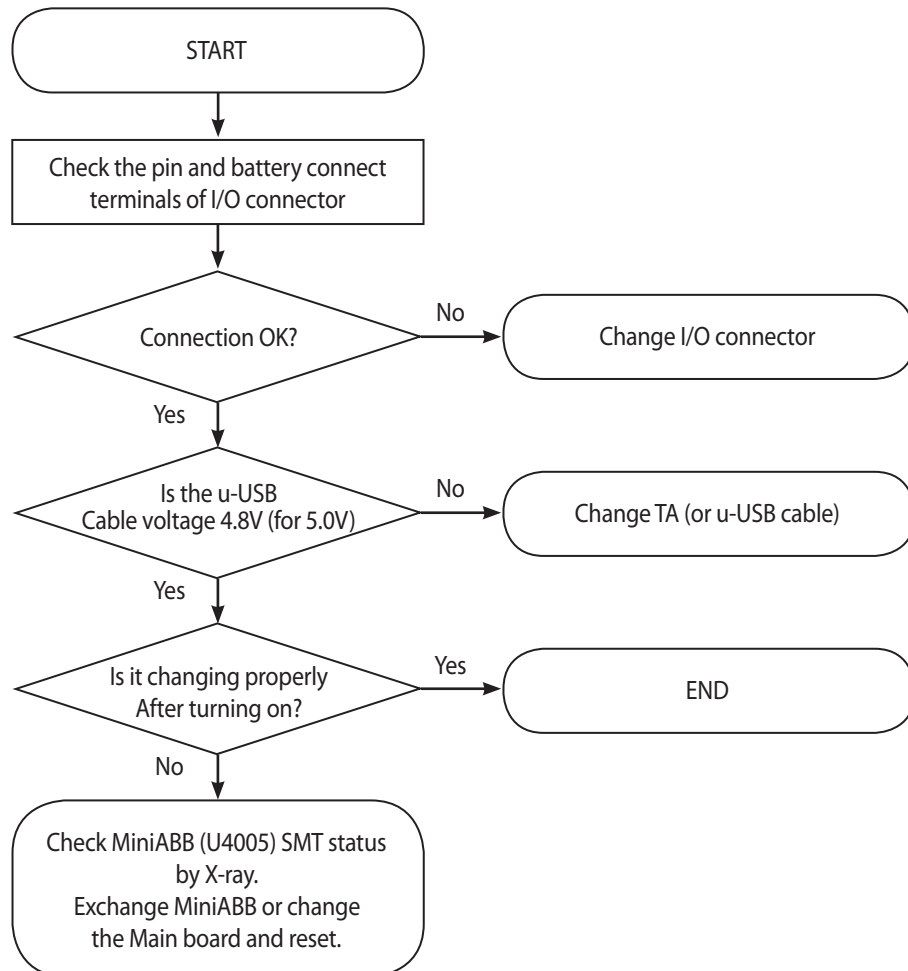 START
Check the pin and battery connect
terminals of I/O connector
Connection OK?
No
Change I/O connector
Yes
Is the u-USB
Cable voltage 4.8V (for 5.0V)
No
Change TA (or u-USB cable)
Yes
Is it changing properly
After turning on?
Yes
END
No
Check MiniABB (U4005) SMT status
by X-ray.
Exchange MiniABB or change
the Main board and reset.